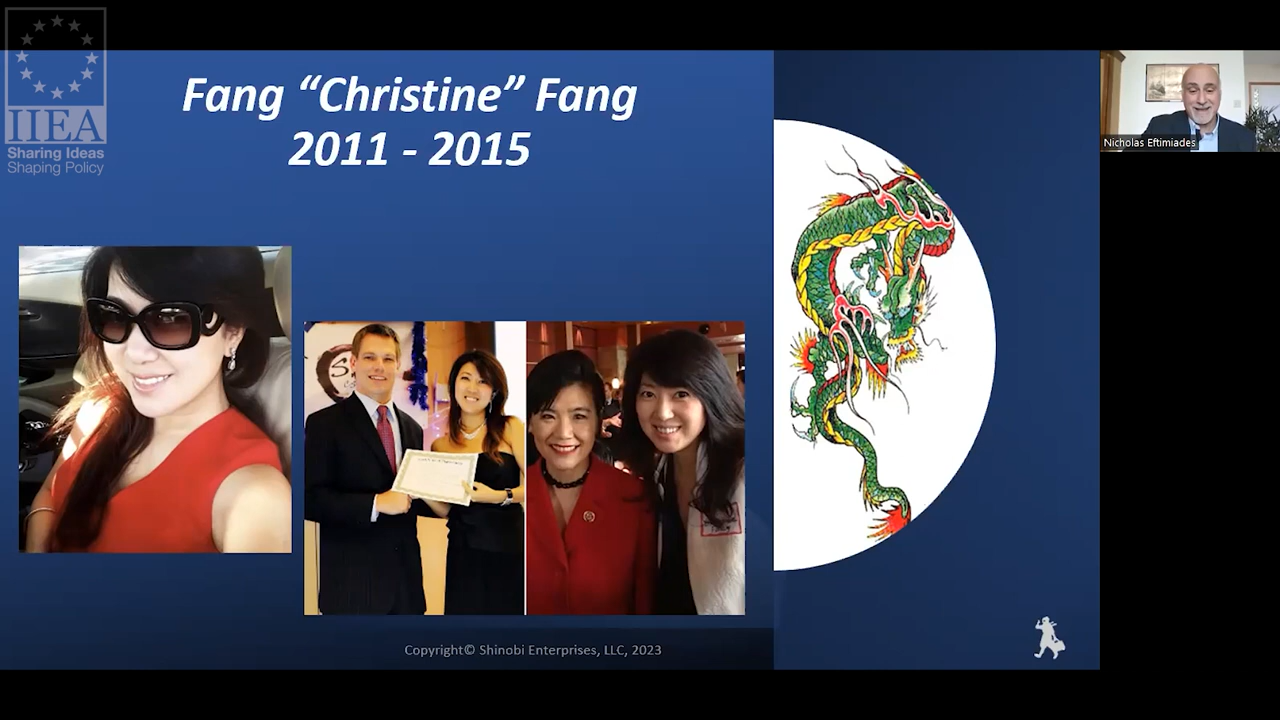 IIEA
Sharing Ideas
Shaping Policy
Fang “Christine” Fang
2011 - 2015
Nicholas Eftimiades
Copyright© Shinobi Enterprises, LLC, 2023